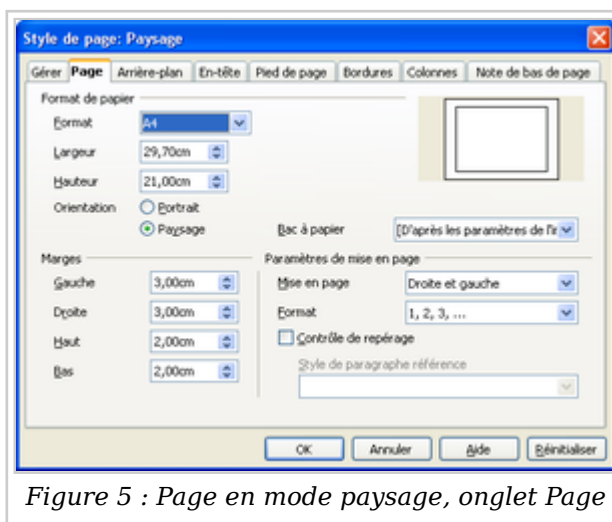 Style de page: Paysage
Gérer Page Arrière-plan En-tête Pied de page Bordures Colonnes Note de bas de page
Format de papier
Format A4
Largeur 29,70cm
Hauteur 21,00cm
Orientation Portrait
Paysage Bac à papier [D'après les paramètres de l'ir
Marges Paramètres de mise en page
Gauche 3,00cm Mise en page Droite et gauche
Droite 3,00cm Format 1, 2, 3, ...
Haut 2,00cm Contrôle de repérage
Bas 2,00cm Style de paragraphe référence
OK Annuler Aide Réinitialiser
Figure 5 : Page en mode paysage, onglet Page